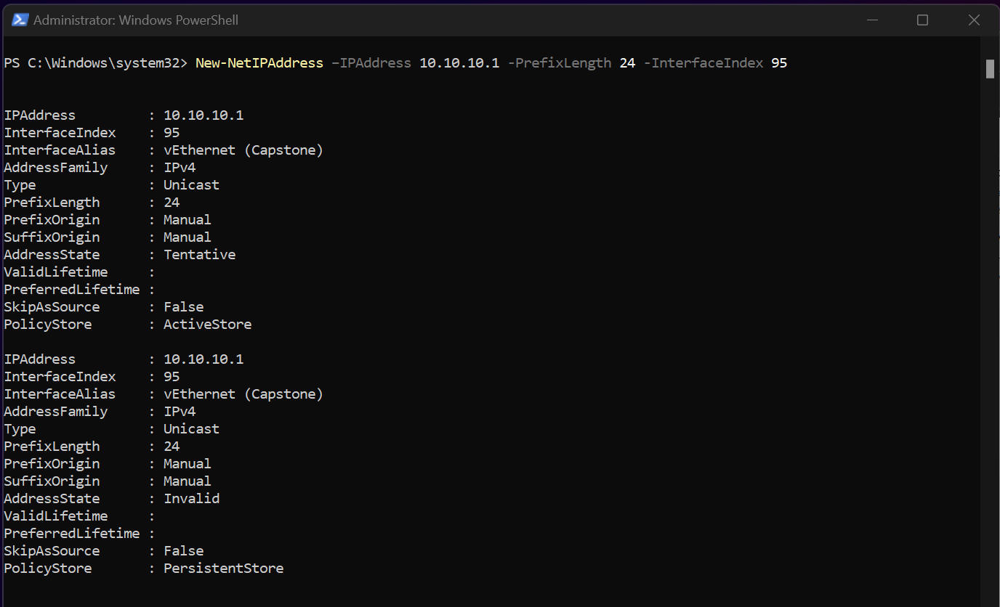 Administrator: Windows PowerShell
PS C:\Windows\system32> New-NetIPAddress –IPAddress 10.10.10.1 -PrefixLength 24 -InterfaceIndex 95
IPAddress         : 10.10.10.1
InterfaceIndex    : 95
InterfaceAlias    : vEthernet (Capstone)
AddressFamily     : IPv4
Type              : Unicast
PrefixLength      : 24
PrefixOrigin      : Manual
SuffixOrigin      : Manual
AddressState      : Tentative
ValidLifetime     :
PreferredLifetime :
SkipAsSource      : False
PolicyStore       : ActiveStore
IPAddress         : 10.10.10.1
InterfaceIndex    : 95
InterfaceAlias    : vEthernet (Capstone)
AddressFamily     : IPv4
Type              : Unicast
PrefixLength      : 24
PrefixOrigin      : Manual
SuffixOrigin      : Manual
AddressState      : Invalid
ValidLifetime     :
PreferredLifetime :
SkipAsSource      : False
PolicyStore       : PersistentStore